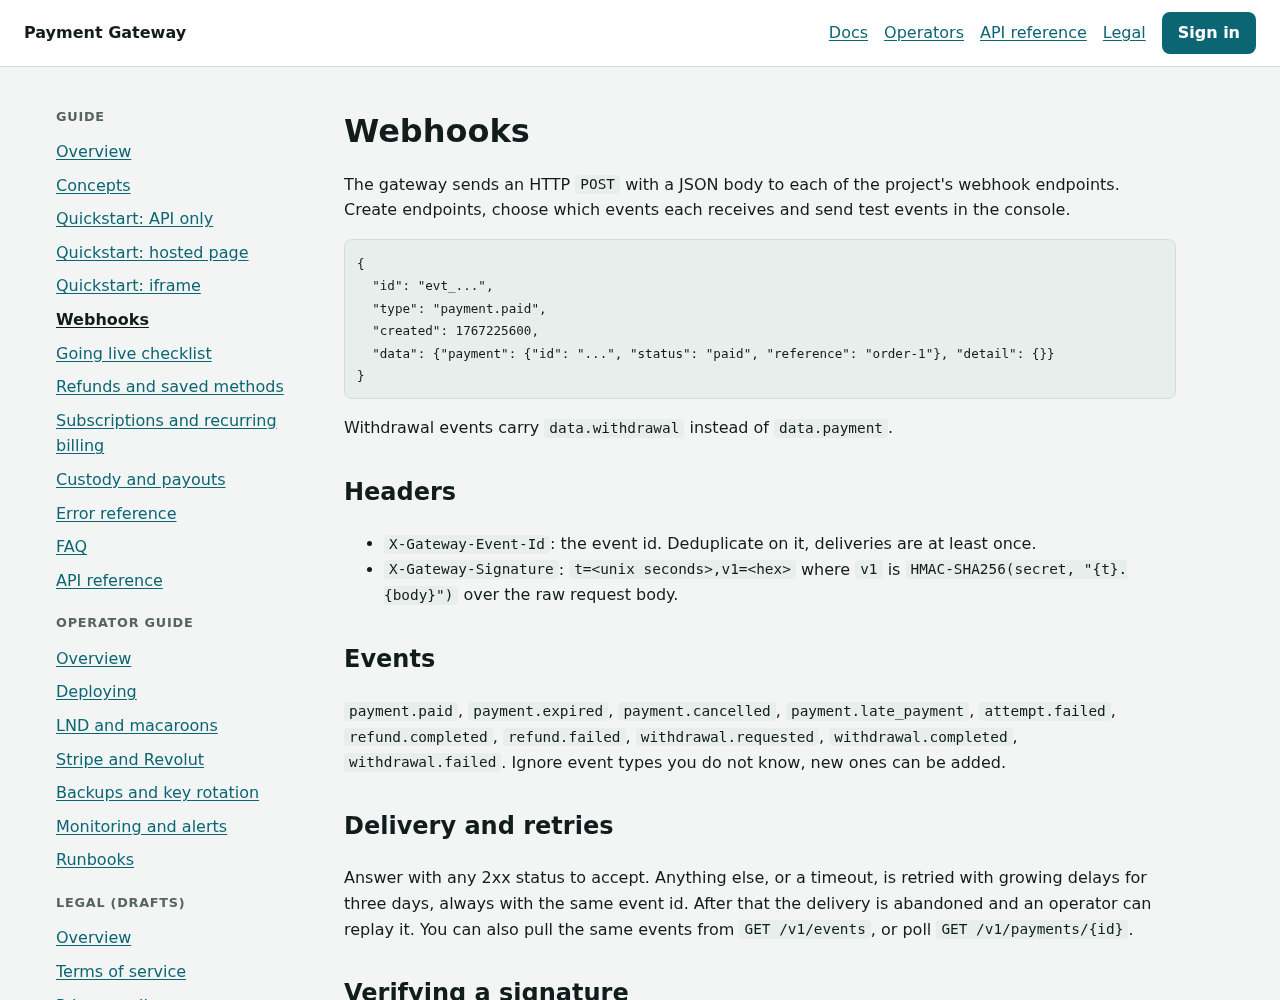 Payment Gateway
Docs Operators API reference Legal Sign in
GUIDE
Overview
Concepts
Quickstart: API only
Quickstart: hosted page
Quickstart: iframe
Webhooks
Going live checklist
Refunds and saved methods
Subscriptions and recurring
billing
Custody and payouts
Error reference
FAQ
API reference
OPERATOR GUIDE
Overview
Deploying
LND and macaroons
Stripe and Revolut
Backups and key rotation
Monitoring and alerts
Runbooks
LEGAL (DRAFTS)
Overview
Terms of service
Webhooks
The gateway sends an HTTP POST with a JSON body to each of the project's webhook endpoints.
Create endpoints, choose which events each receives and send test events in the console.
{
  "id": "evt_...",
  "type": "payment.paid",
  "created": 1767225600,
  "data": {"payment": {"id": "...", "status": "paid", "reference": "order-1"}, "detail": {}}
}
Withdrawal events carry data.withdrawal instead of data.payment.
Headers
• X-Gateway-Event-Id: the event id. Deduplicate on it, deliveries are at least once.
• X-Gateway-Signature: t=<unix seconds>,v1=<hex> where v1 is HMAC-SHA256(secret, "{t}.
{body}") over the raw request body.
Events
payment.paid, payment.expired, payment.cancelled, payment.late_payment, attempt.failed,
refund.completed, refund.failed, withdrawal.requested, withdrawal.completed,
withdrawal.failed. Ignore event types you do not know, new ones can be added.
Delivery and retries
Answer with any 2xx status to accept. Anything else, or a timeout, is retried with growing delays for
three days, always with the same event id. After that the delivery is abandoned and an operator can
replay it. You can also pull the same events from GET /v1/events, or poll GET /v1/payments/{id}.
Verifying a signature